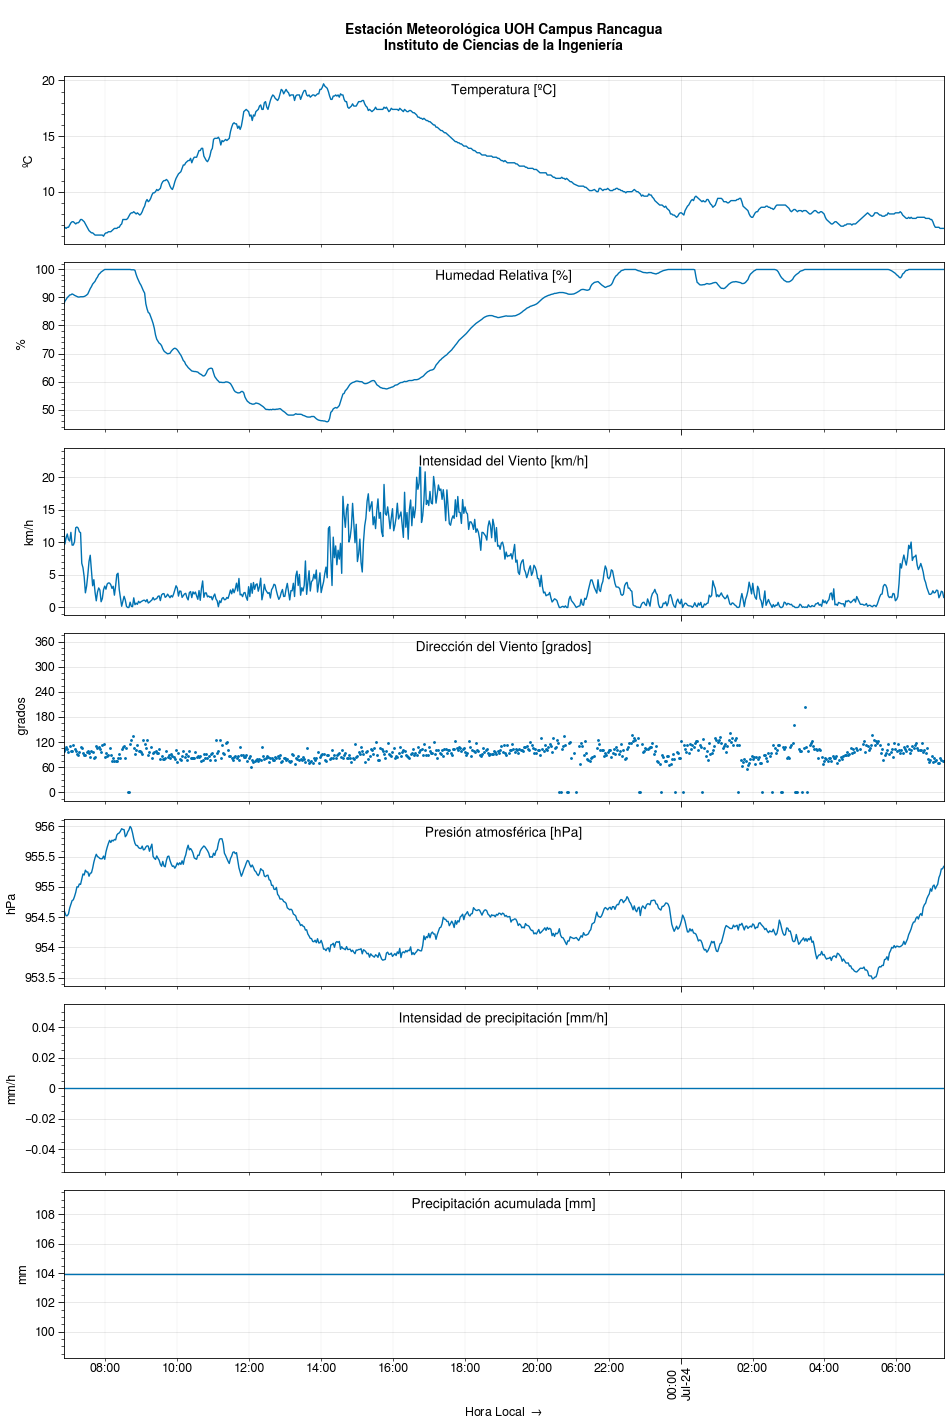 Estación Meteorológica UOH Campus Rancagua
Instituto de Ciencias de la Ingeniería
Temperatura [ºC]
20
15
10
ºC
Humedad Relativa [%]
100
90
80
70
60
50
%
Intensidad del Viento [km/h]
20
15
10
5
0
km/h
Dirección del Viento [grados]
360
300
240
180
120
60
0
grados
Presión atmosférica [hPa]
956
955.5
955
954.5
954
953.5
hPa
Intensidad de precipitación [mm/h]
0.04
0.02
0
−0.02
−0.04
mm/h
Precipitación acumulada [mm]
108
106
104
102
100
mm
08:00 10:00 12:00 14:00 16:00 18:00 20:00 22:00 00:00 02:00 04:00 06:00
Jul-24
Hora Local →